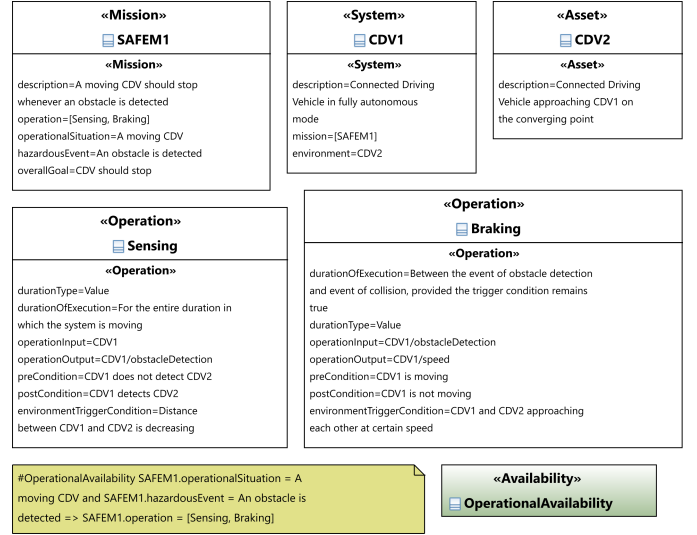 «Mission»
SAFEM1
«Mission»
description=A moving CDV should stop
whenever an obstacle is detected
operation=[Sensing, Braking]
operationalSituation=A moving CDV
hazardousEvent=An obstacle is detected
overallGoal=CDV should stop
«System»
CDV1
«System»
description=Connected Driving
Vehicle in fully autonomous
mode
mission=[SAFEM1]
environment=CDV2
«Asset»
CDV2
«Asset»
description=Connected Driving
Vehicle approaching CDV1 on
the converging point
«Operation»
Sensing
«Operation»
durationType=Value
durationOfExecution=For the entire duration in
which the system is moving
operationInput=CDV1
operationOutput=CDV1/obstacleDetection
preCondition=CDV1 does not detect CDV2
postCondition=CDV1 detects CDV2
environmentTriggerCondition=Distance
between CDV1 and CDV2 is decreasing
«Operation»
Braking
«Operation»
durationOfExecution=Between the event of obstacle detection
and event of collision, provided the trigger condition remains
true
durationType=Value
operationInput=CDV1/obstacleDetection
operationOutput=CDV1/speed
preCondition=CDV1 is moving
postCondition=CDV1 is not moving
environmentTriggerCondition=CDV1 and CDV2 approaching
each other at certain speed
#OperationalAvailability SAFEM1.operationalSituation = A
moving CDV and SAFEM1.hazardousEvent = An obstacle is
detected => SAFEM1.operation = [Sensing, Braking]
«Availability»
OperationalAvailability